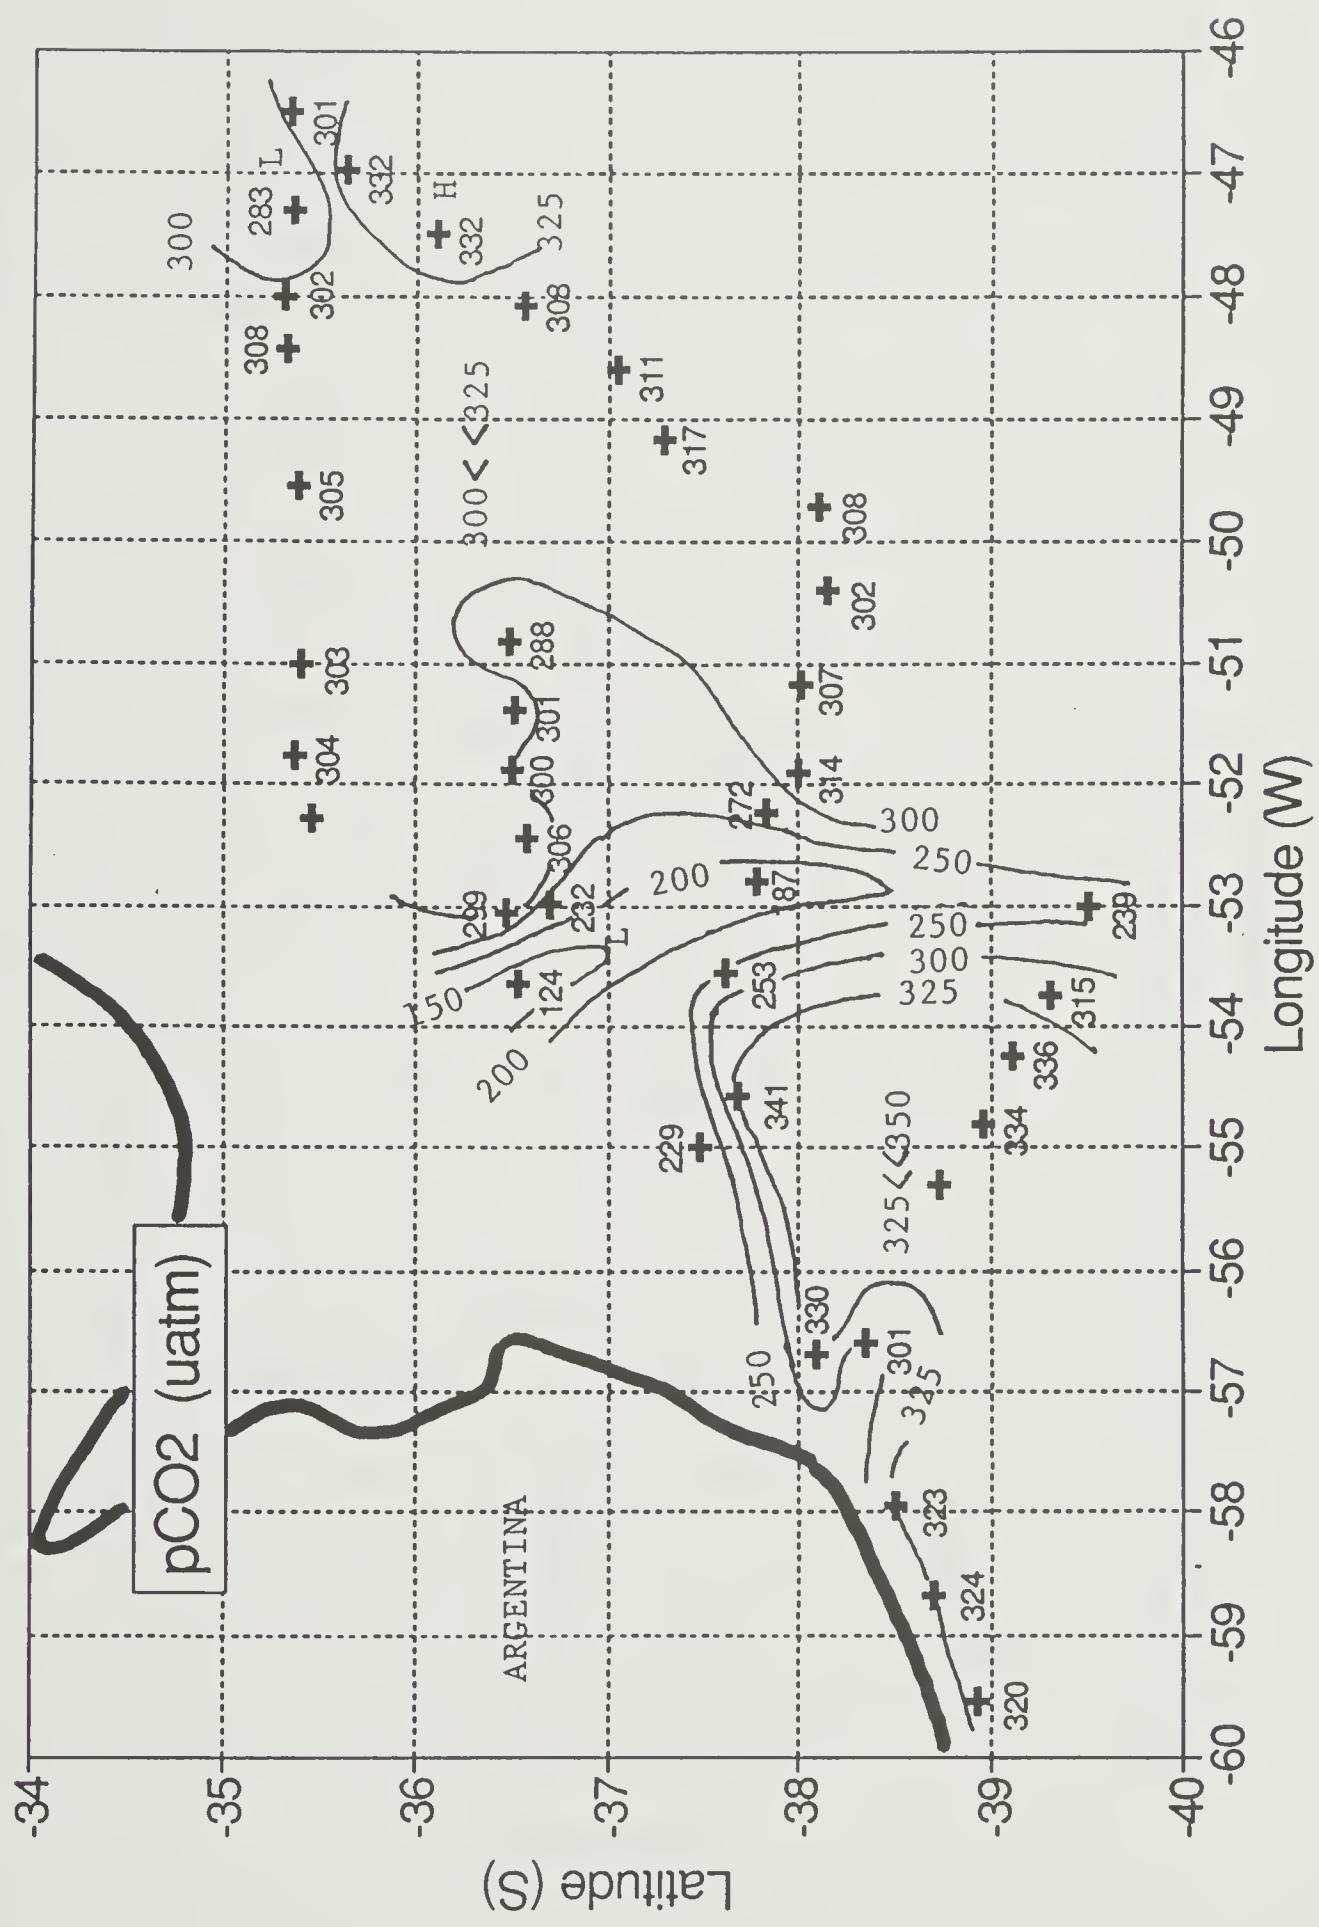 -34
pCO2 (uatm)
300
-35
308 283 L
304 303 305 302 301
332
-36
150 H
299 300<<325 332
ARGENTINA 200
124 306 300 301 288 308 325
232
-37
L
311
229 200
317
272
250 253 87
341
-38
330 314 307
308
302
301 325<<350 300
325 325 300 250 250
323
324 334
-39
320 336 315
239
-40
-60 -59 -58 -57 -56 -55 -54 -53 -52 -51 -50 -49 -48 -47 -46
Latitude (S)
Longitude (W)